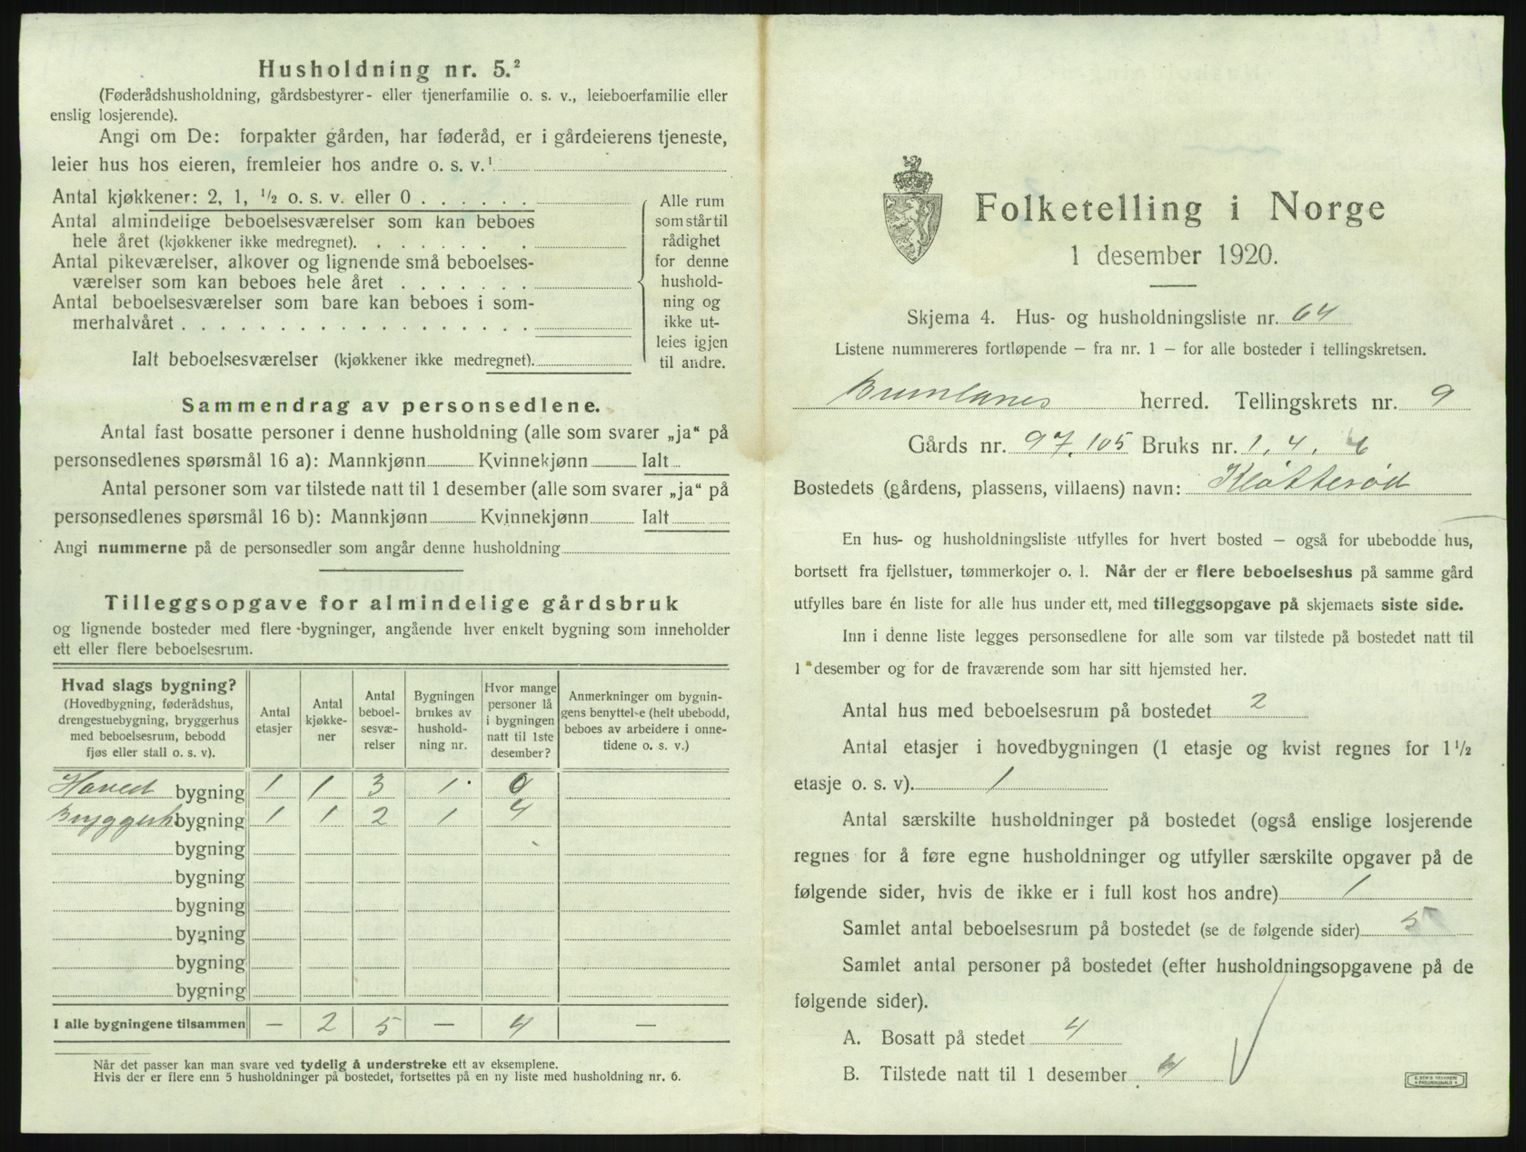 Husholdning nr. 5.²
(Føderådshusholdning, gårdsbestyrer- eller tjenerfamilie o. s. v., leieboerfamilie eller
enslig losjerende).
Angi om De: forpakter gården, har føderåd, er i gårdeierens tjeneste,
leier hus hos eieren, fremleier hos andre o. s. v.¹
Antal kjøkkener: 2, 1, ½ o. s. v. eller 0 . . . . . .
Antal almindelige beboelsesværelser som kan beboes
hele året (kjøkkener ikke medregnet). . . . . . . .
Antal pikeværelser, alkover og lignende små beboelses-
værelser som kan beboes hele året . . . . . . .
Antal beboelsesværelser som bare kan beboes i som-
merhalvåret . . . . . . . . . . . . . . . . . .
Ialt beboelsesværelser (kjøkkener ikke medregnet).
Alle rum
som står til
rådighet
for denne
hushold-
ning og
ikke ut-
leies igjen
til andre.
Sammendrag av personsedlene.
Antal fast bosatte personer i denne husholdning (alle som svarer „ja“ på
personsedlenes spørsmål 16 a): Mannkjønn Kvinnekjønn Ialt
Antal personer som var tilstede natt til 1 desember (alle som svarer „ja“ på
personsedlenes spørsmål 16 b): Mannkjønn Kvinnekjønn Ialt
Angi nummerne på de personsedler som angår denne husholdning
Tilleggsopgave for almindelige gårdsbruk
og lignende bosteder med flere bygninger, angående hver enkelt bygning som inneholder
ett eller flere beboelsesrum.
Hvad slags bygning?
(Hovedbygning, føderådshus,
drengestuebygning, bryggerhus
med beboelsesrum, bebodd
fjøs eller stall o. s. v).
Antal
etasjer
Antal
kjøkke-
ner
Antal
beboel-
sesvæ-
relser
Bygningen
brukes av
hushold-
ning nr.
Hvor mange
personer lå
i bygningen
natt til 1ste
desember?
Anmerkninger om bygnin-
gens benyttelse (helt ubebodd,
beboes av arbeidere i onne-
tidene o. s. v.)
Hoved bygning 1 1 3 1 0
Bryggerh. bygning 1 1 2 1 4
bygning
bygning
bygning
bygning
bygning
bygning
I alle bygningene tilsammen — 2 5 — 4 —
Når det passer kan man svare ved tydelig å understreke ett av eksemplene.
Hvis der er flere enn 5 husholdninger på bostedet, fortsettes på en ny liste med husholdning nr. 6.
Folketelling i Norge
1 desember 1920.
Skjema 4. Hus- og husholdningsliste nr. 64
Listene nummereres fortløpende – fra nr. 1 – for alle bosteder i tellingskretsen.
Brunlanes herred. Tellingskrets nr. 9
Gårds nr. 97, 105 Bruks nr. 1, 4, 6
Bostedets (gårdens, plassens, villaens) navn: Kløtterød
En hus- og husholdningsliste utfylles for hvert bosted – også for ubebodde hus,
bortsett fra fjellstuer, tømmerkojer o. l. Når der er flere beboelseshus på samme gård
utfylles bare én liste for alle hus under ett, med tilleggsopgave på skjemaets siste side.
Inn i denne liste legges personsedlene for alle som var tilstede på bostedet natt til
1 desember og for de fraværende som har sitt hjemsted her.
Antal hus med beboelsesrum på bostedet 2
Antal etasjer i hovedbygningen (1 etasje og kvist regnes for 1½
etasje o. s. v). 1
Antal særskilte husholdninger på bostedet (også enslige losjerende
regnes for å føre egne husholdninger og utfyller særskilte opgaver på de
følgende sider, hvis de ikke er i full kost hos andre) 1
Samlet antal beboelsesrum på bostedet (se de følgende sider) 5
Samlet antal personer på bostedet (efter husholdningsopgavene på de
følgende sider).
A. Bosatt på stedet 4
B. Tilstede natt til 1 desember 4